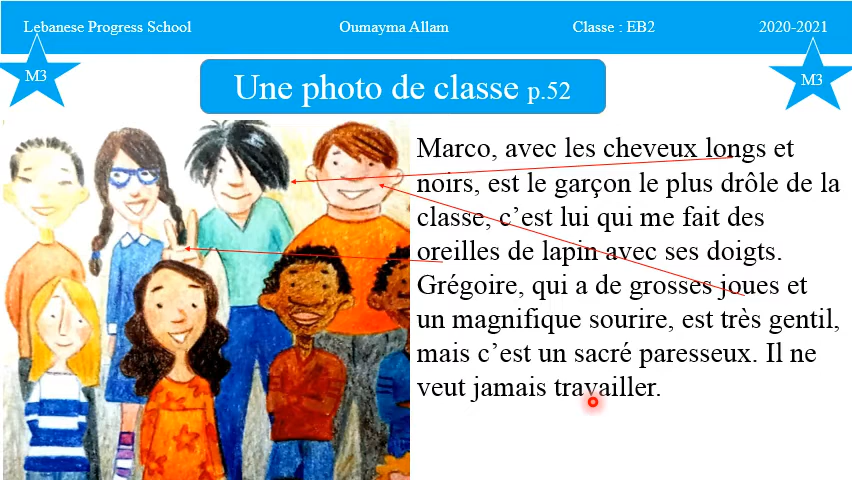 Lebanese Progress School Oumayma Allam Classe : EB2 2020-2021
M3 M3
Une photo de classe p.52
Marco, avec les cheveux longs et
noirs, est le garçon le plus drôle de la
classe, c’est lui qui me fait des
oreilles de lapin avec ses doigts.
Grégoire, qui a de grosses joues et
un magnifique sourire, est très gentil,
mais c’est un sacré paresseux. Il ne
veut jamais travailler.